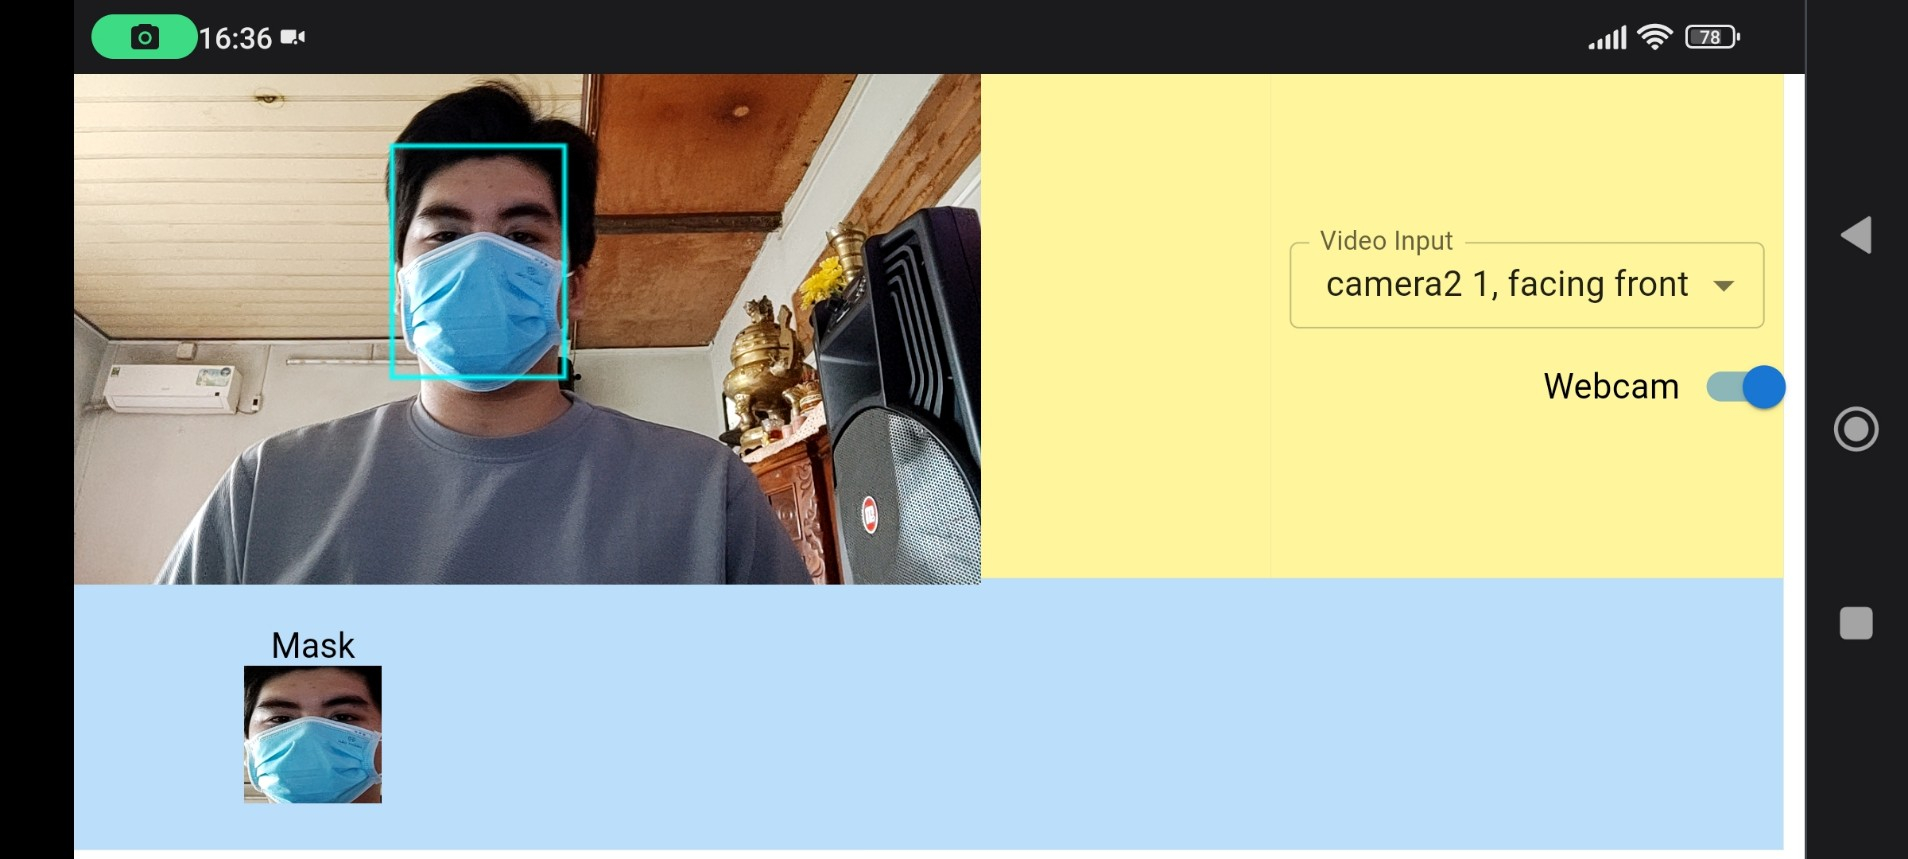 16:36
78
Video Input
camera2 1, facing front
Webcam
Mask